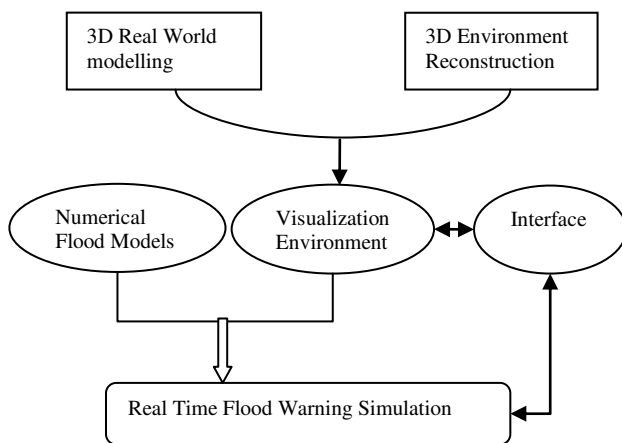 3D Real World
modelling
3D Environment
Reconstruction
Numerical
Flood Models
Visualization
Environment
Interface
Real Time Flood Warning Simulation